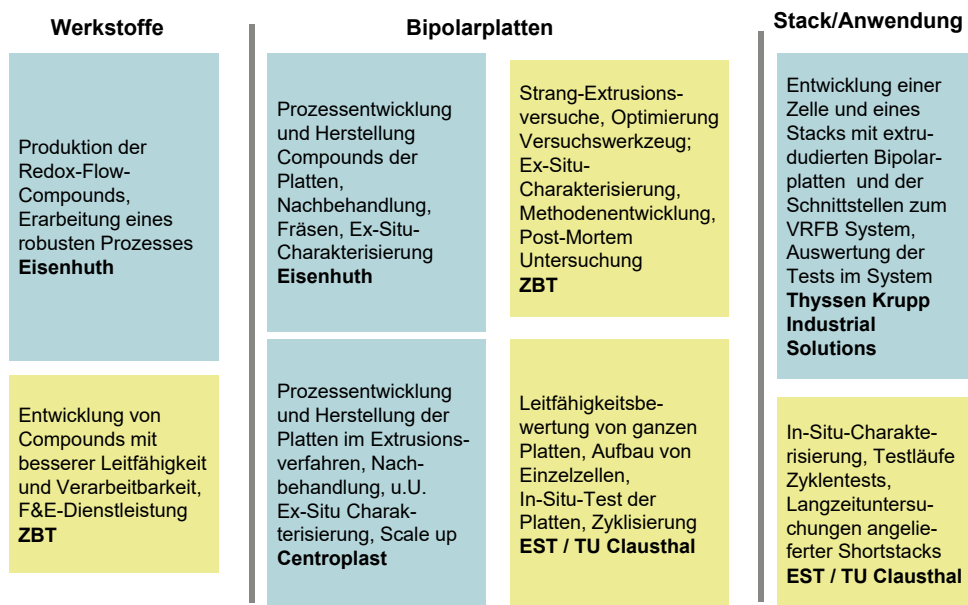 Werkstoffe
Produktion der
Redox-Flow-
Compounds,
Erarbeitung eines
robusten Prozesses
Eisenhuth
Entwicklung von
Compounds mit
besserer Leitfähigkeit
und Verarbeitbarkeit,
F&E-Dienstleistung
ZBT
Bipolarplatten
Prozessentwicklung
und Herstellung
Compounds der
Platten,
Nachbehandlung,
Fräsen, Ex-Situ-
Charakterisierung
Eisenhuth
Strang-Extrusions-
versuche, Optimierung
Versuchswerkzeug;
Ex-Situ-
Charakterisierung,
Methodenentwicklung,
Post-Mortem
Untersuchung
ZBT
Prozessentwicklung
und Herstellung der
Platten im Extrusions-
verfahren, Nach-
behandlung, u.U.
Ex-Situ Charak-
terisierung, Scale up
Centroplast
Leitfähigkeitsbe-
wertung von ganzen
Platten, Aufbau von
Einzelzellen,
In-Situ-Test der
Platten, Zyklisierung
EST / TU Clausthal
Stack/Anwendung
Entwicklung einer
Zelle und eines
Stacks mit extru-
dudierten Bipolar-
platten und der
Schnittstellen zum
VRFB System,
Auswertung der
Tests im System
Thyssen Krupp
Industrial
Solutions
In-Situ-Charakte-
risierung, Testläufe
Zyklentests,
Langzeituntersu-
chungen angelie-
ferter Shortstacks
EST / TU Clausthal